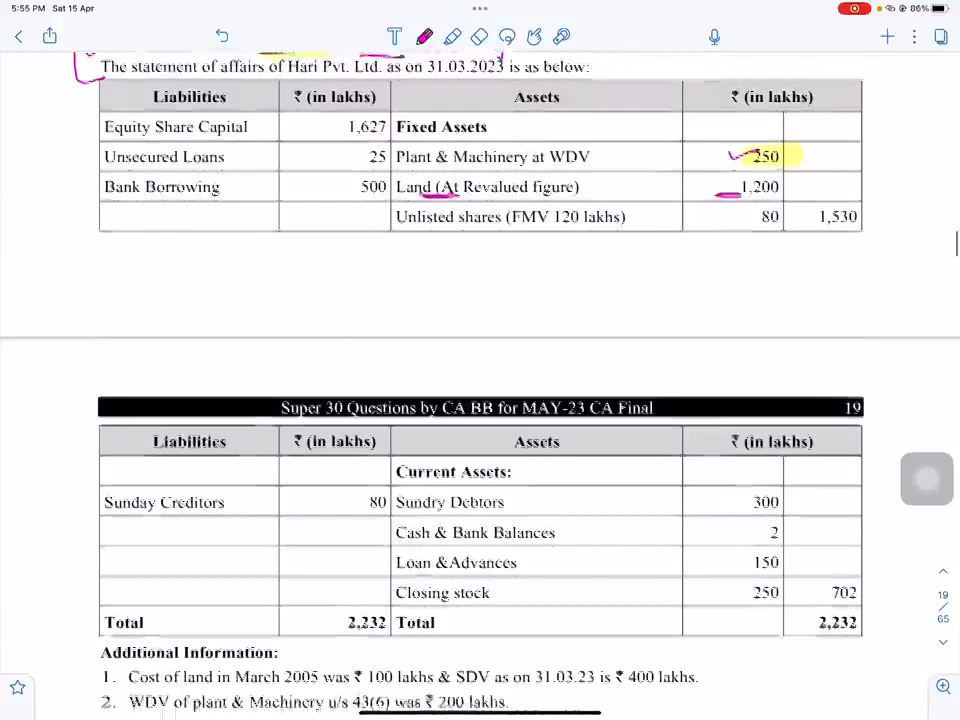 5:55 PM Sat 15 Apr
86%
The statement of affairs of Hari Pvt. Ltd. as on 31.03.2023 is as below:
Liabilities ₹ (in lakhs) Assets ₹ (in lakhs)
Equity Share Capital 1,627 Fixed Assets
Unsecured Loans 25 Plant & Machinery at WDV 250
Bank Borrowing 500 Land (At Revalued figure) 1,200
Unlisted shares (FMV 120 lakhs) 80 1,530
Super 30 Questions by CA BB for MAY-23 CA Final 19
Liabilities ₹ (in lakhs) Assets ₹ (in lakhs)
Current Assets:
Sunday Creditors 80 Sundry Debtors 300
Cash & Bank Balances 2
Loan &Advances 150
Closing stock 250 702
Total 2,232 Total 2,232
Additional Information:
1. Cost of land in March 2005 was ₹ 100 lakhs & SDV as on 31.03.23 is ₹ 400 lakhs.
2. WDV of plant & Machinery u/s 43(6) was ₹ 200 lakhs.
19
/
65